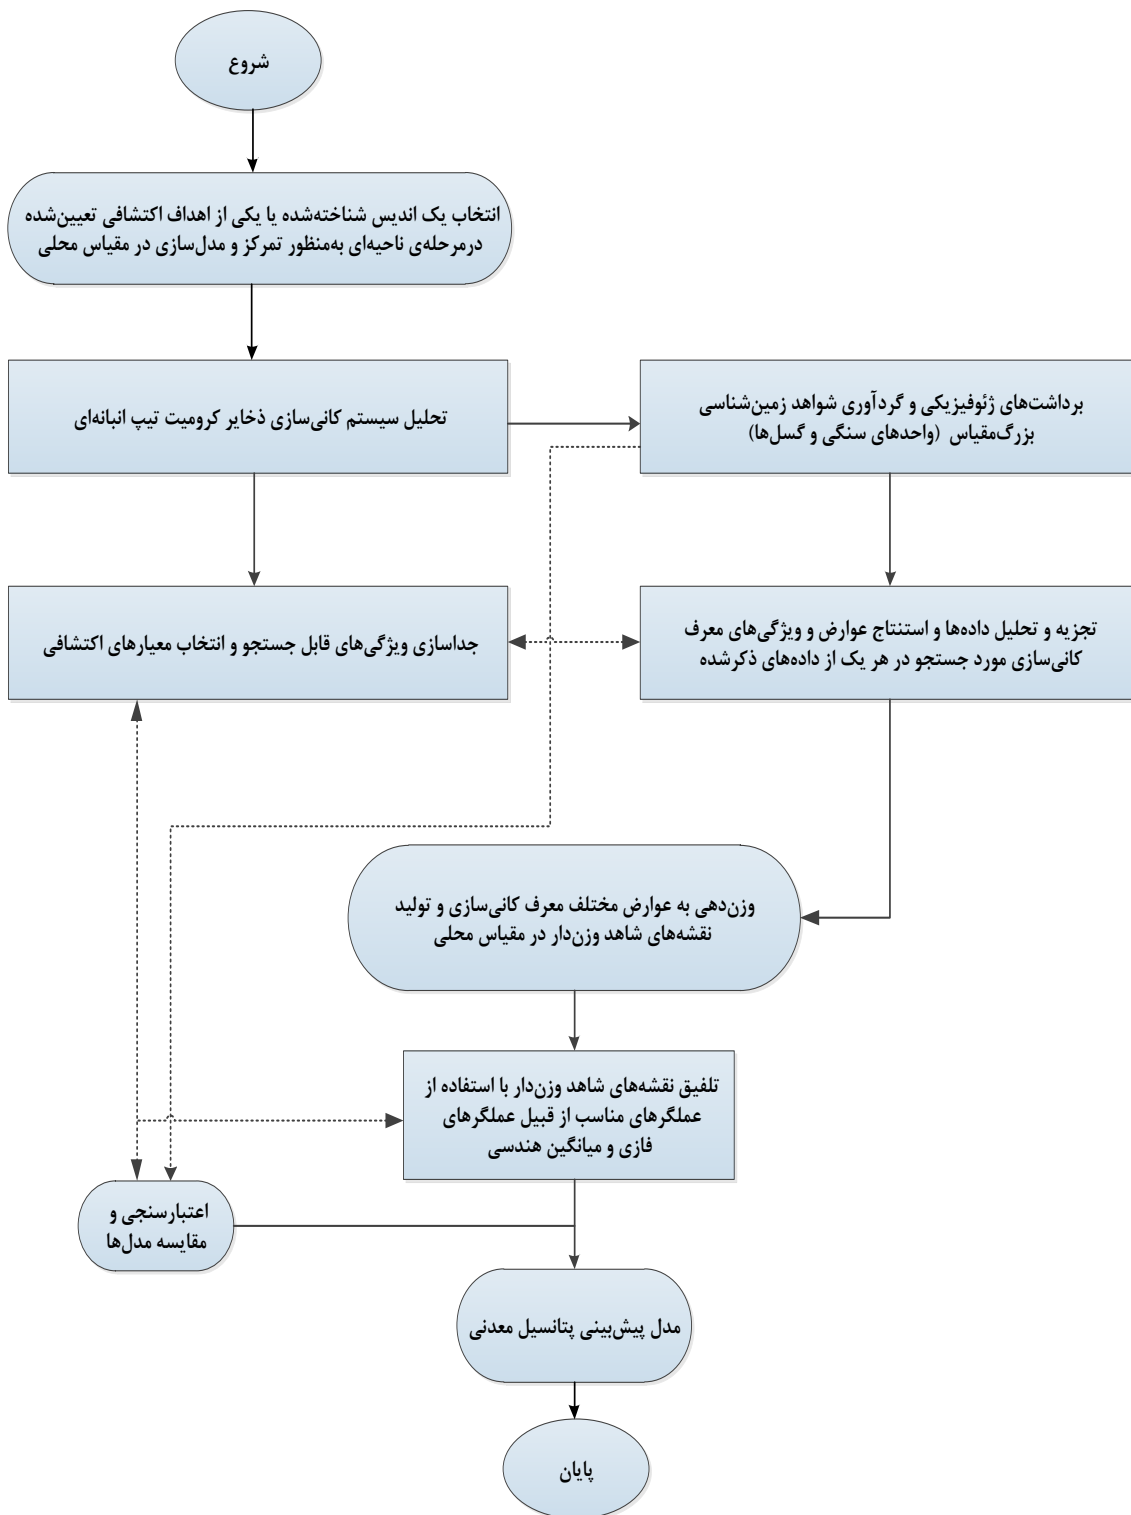 شروع
انتخاب یک اندیس شناخته‌شده یا یکی از اهداف اکتشافی تعیین‌شده
درمرحله‌ی ناحیه‌ای به‌منظور تمرکز و مدل‌سازی در مقیاس محلی
تحلیل سیستم کانی‌سازی ذخایر کرومیت تیپ انبانه‌ای
برداشت‌های ژئوفیزیکی و گردآوری شواهد زمین‌شناسی
بزرگ‌مقیاس (واحدهای سنگی و گسل‌ها)
جداسازی ویژگی‌های قابل جستجو و انتخاب معیارهای اکتشافی
تجزیه و تحلیل داده‌ها و استنتاج عوارض و ویژگی‌های معرف
کانی‌سازی مورد جستجو در هر یک از داده‌های ذکرشده
وزن‌دهی به عوارض مختلف معرف کانی‌سازی و تولید
نقشه‌های شاهد وزن‌دار در مقیاس محلی
تلفیق نقشه‌های شاهد وزن‌دار با استفاده از
عملگرهای مناسب از قبیل عملگرهای
فازی و میانگین هندسی
اعتبارسنجی و
مقایسه مدل‌ها
مدل پیش‌بینی پتانسیل معدنی
پایان